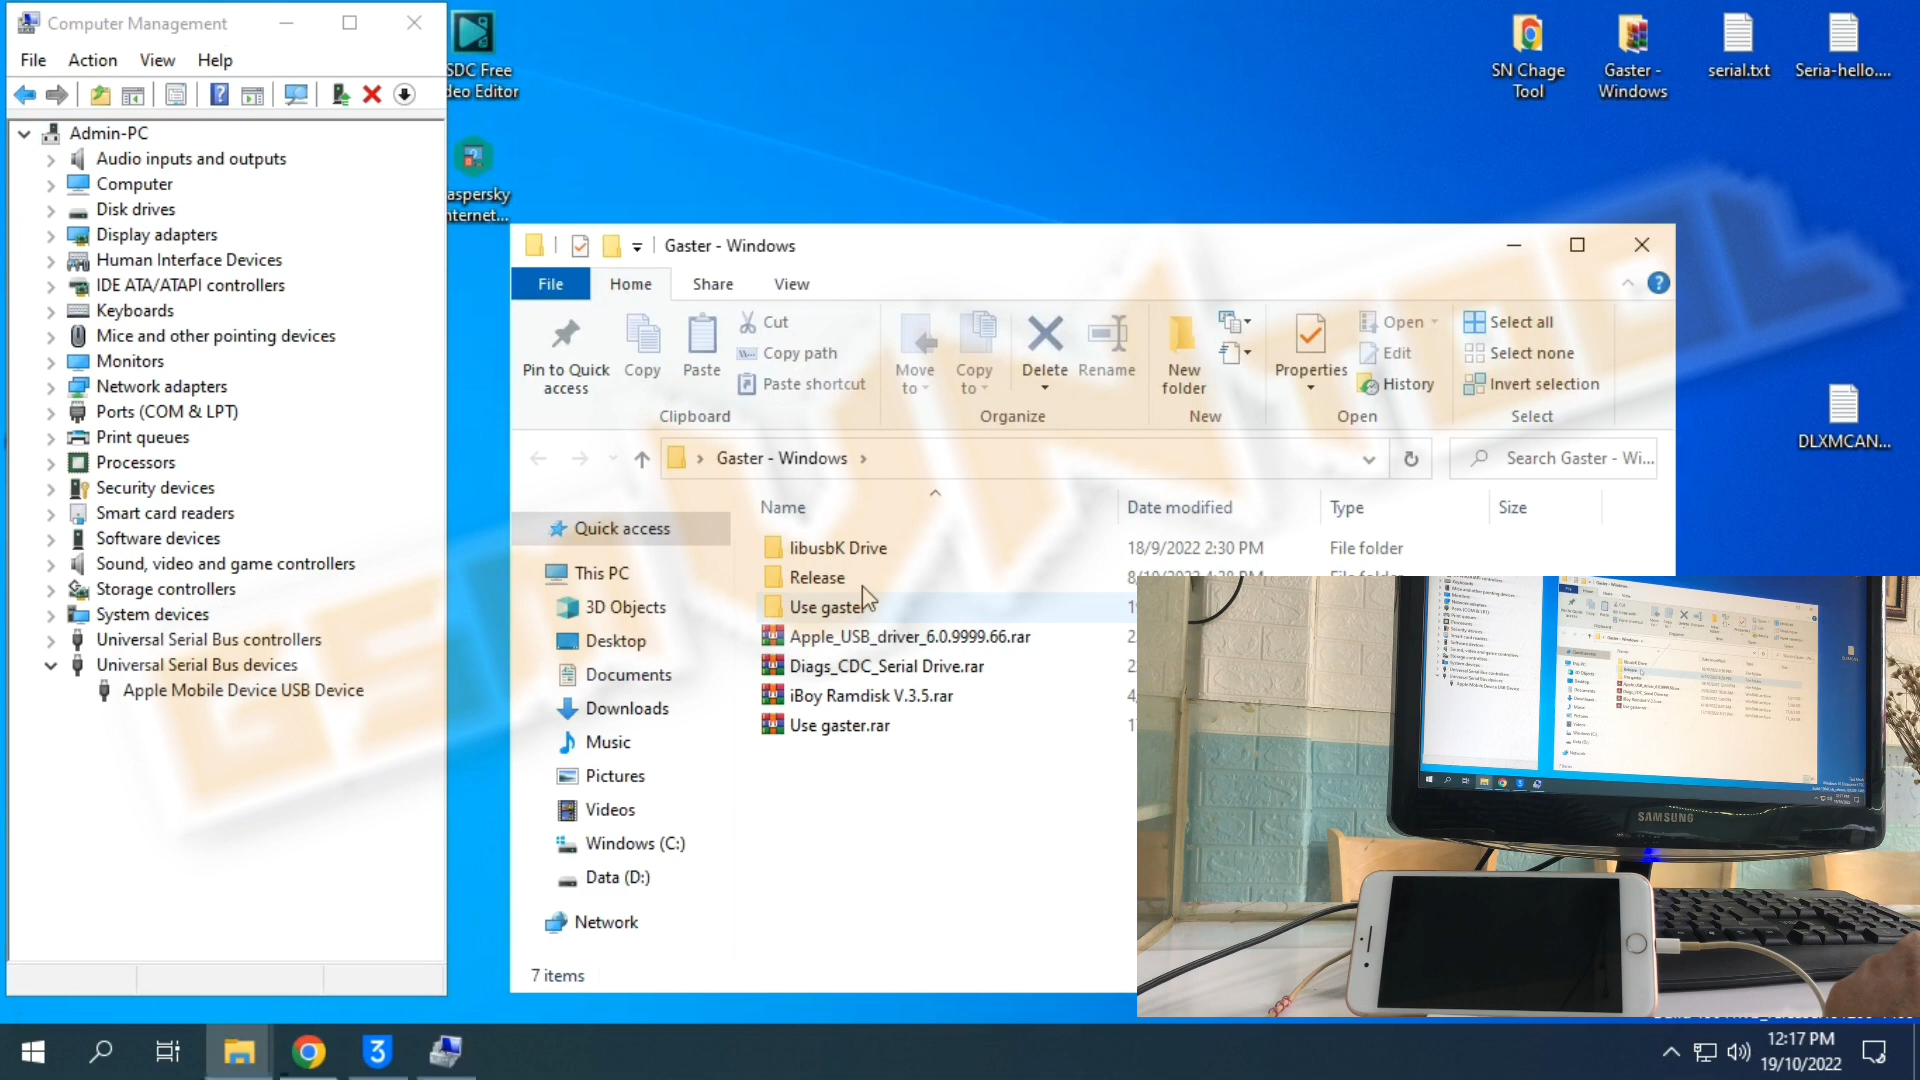 Computer Management
File Action View Help
Admin-PC
Audio inputs and outputs
Computer
Disk drives
Display adapters
Human Interface Devices
IDE ATA/ATAPI controllers
Keyboards
Mice and other pointing devices
Monitors
Network adapters
Ports (COM & LPT)
Print queues
Processors
Security devices
Smart card readers
Software devices
Sound, video and game controllers
Storage controllers
System devices
Universal Serial Bus controllers
Universal Serial Bus devices
Apple Mobile Device USB Device
SDC Free
deo Editor
aspersky
nternet...
SN Chage
Tool
Gaster -
Windows
serial.txt
Seria-hello....
DLXMCAN...
Gaster - Windows
File Home Share View
Pin to Quick
access
Copy
Paste
Cut
Copy path
Paste shortcut
Clipboard
Move
to
Copy
to
Delete
Rename
Organize
New
folder
New
Properties
Open
Edit
History
Open
Select all
Select none
Invert selection
Select
Gaster - Windows
Search Gaster - Wi...
Name Date modified Type Size
Quick access
This PC
3D Objects
Desktop
Documents
Downloads
Music
Pictures
Videos
Windows (C:)
Data (D:)
Network
libusbK Drive 18/9/2022 2:30 PM File folder
Release
Use gaster
Apple_USB_driver_6.0.9999.66.rar
Diags_CDC_Serial Drive.rar
iBoy Ramdisk V.3.5.rar
Use gaster.rar
7 items
SAMSUNG
12:17 PM
19/10/2022